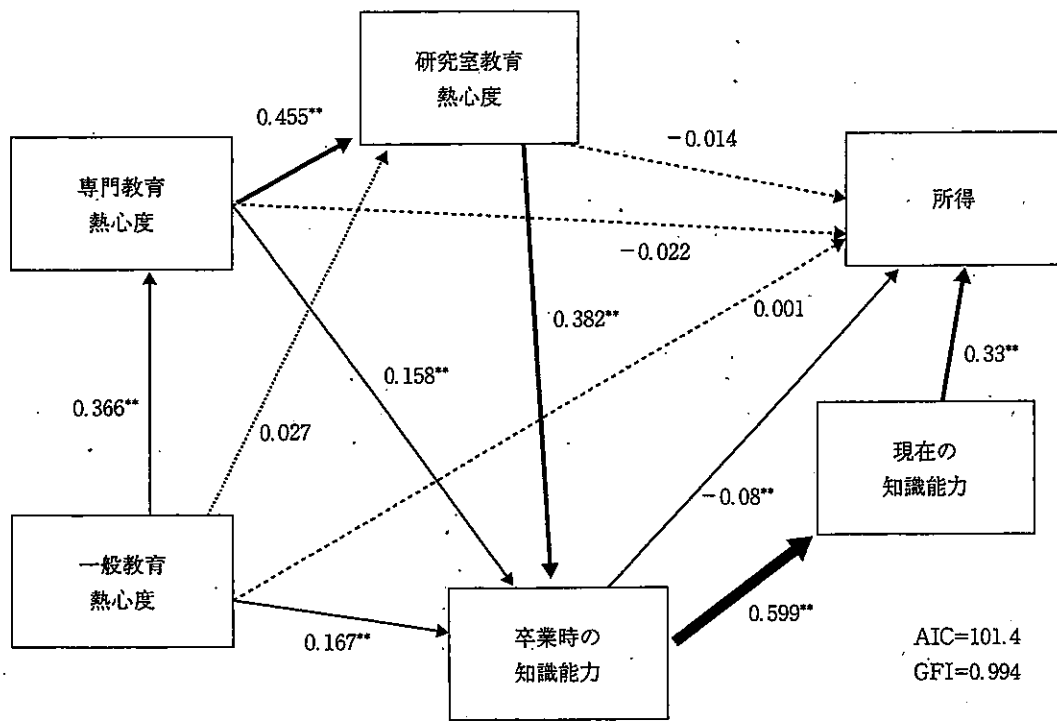 研究室教育
熱心度
0.455**
-0.014
専門教育
熱心度
所得
-0.022
0.001
0.382**
0.158**
0.33**
0.366**
0.027
現在の
知識能力
-0.08**
一般教育
熱心度
0.599**
卒業時の
知識能力
0.167**
AIC=101.4
GFI=0.994